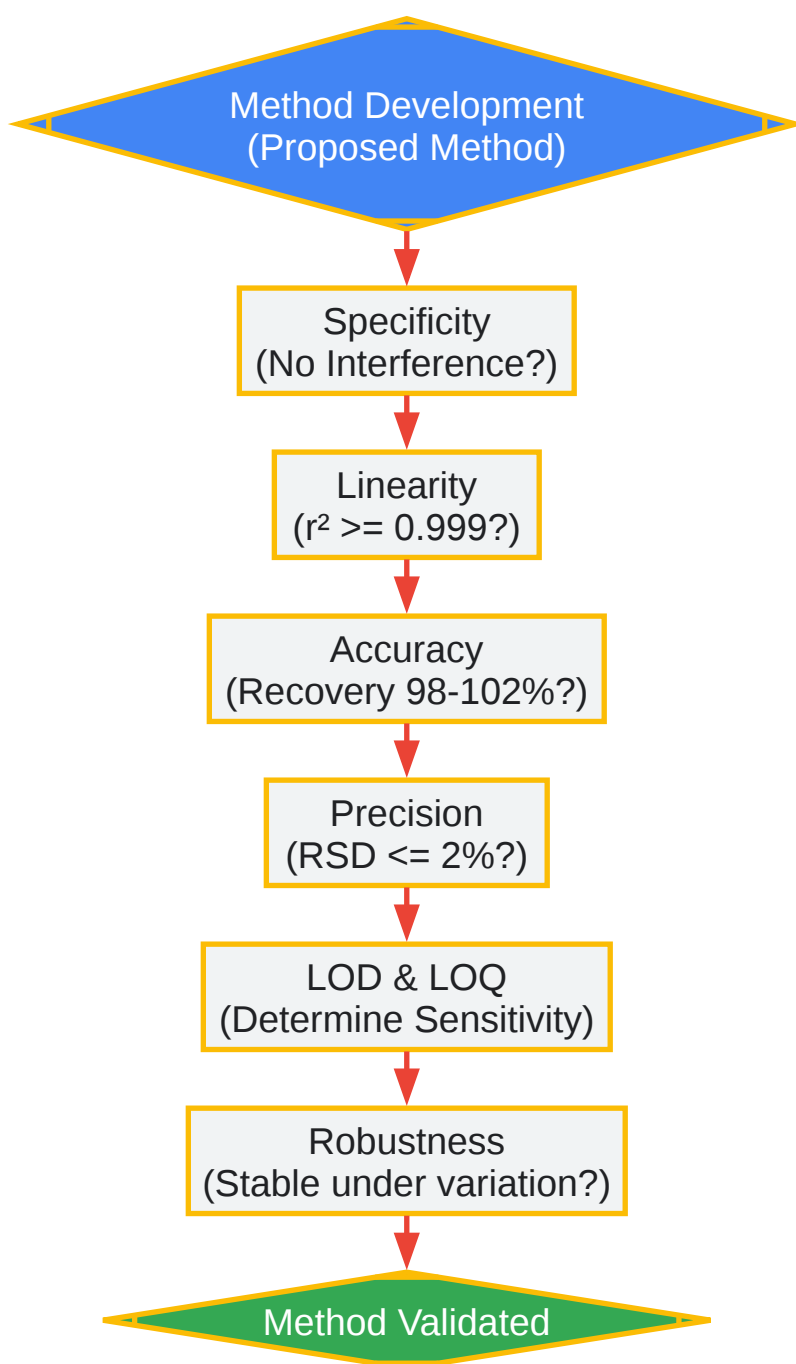 Method Development
(Proposed Method)
Specificity
(No Interference?)
Linearity
(r² >= 0.999?)
Accuracy
(Recovery 98-102%?)
Precision
(RSD <= 2%?)
LOD & LOQ
(Determine Sensitivity)
Robustness
(Stable under variation?)
Method Validated